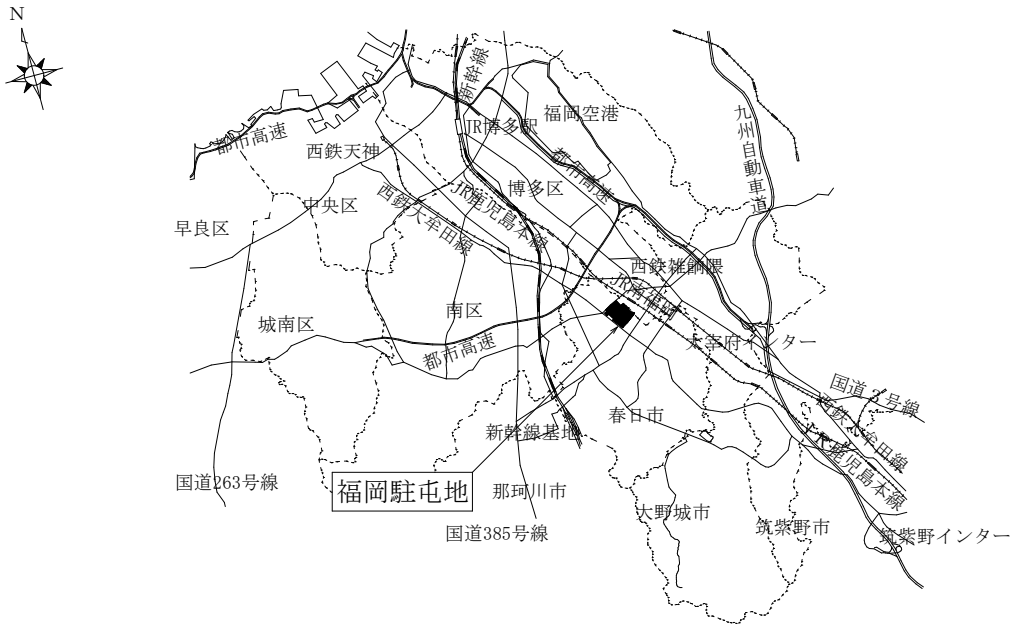 N
新幹線
福岡空港
JR博多駅
都市高速
西鉄天神
九州自動車道
都市高速
博多区
JR鹿児島本線
西鉄大牟田線
中央区
早良区
西鉄雑餉隈
JR南福岡
南区
城南区
太宰府インター
都市高速
国道3号線
春日市
西鉄大牟田線
新幹線基地
JR鹿児島本線
国道263号線
福岡駐屯地
那珂川市
大野城市
筑紫野市
国道385号線
筑紫野インター